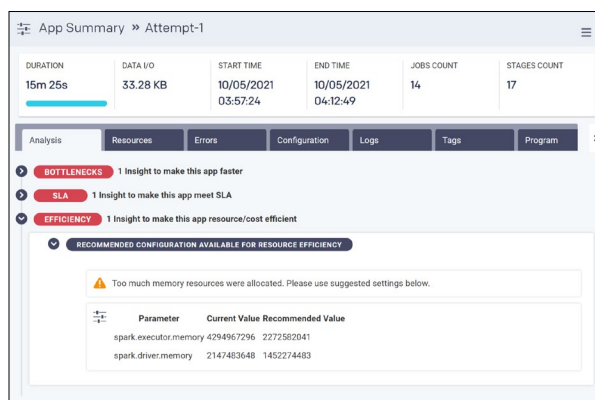 App Summary » Attempt-1
DURATION DATA I/O START TIME END TIME JOBS COUNT STAGES COUNT
15m 25s 33.28 KB 10/05/2021 10/05/2021 14 17
03:57:24 04:12:49
Analysis Resources Errors Configuration Logs Tags Program
BOTTLENECKS 1 Insight to make this app faster
SLA 1 Insight to make this app meet SLA
EFFICIENCY 1 Insight to make this app resource/cost efficient
RECOMMENDED CONFIGURATION AVAILABLE FOR RESOURCE EFFICIENCY
Too much memory resources were allocated. Please use suggested settings below.
Parameter Current Value Recommended Value
spark.executor.memory 4294967296 2272582041
spark.driver.memory 2147483648 1452274483